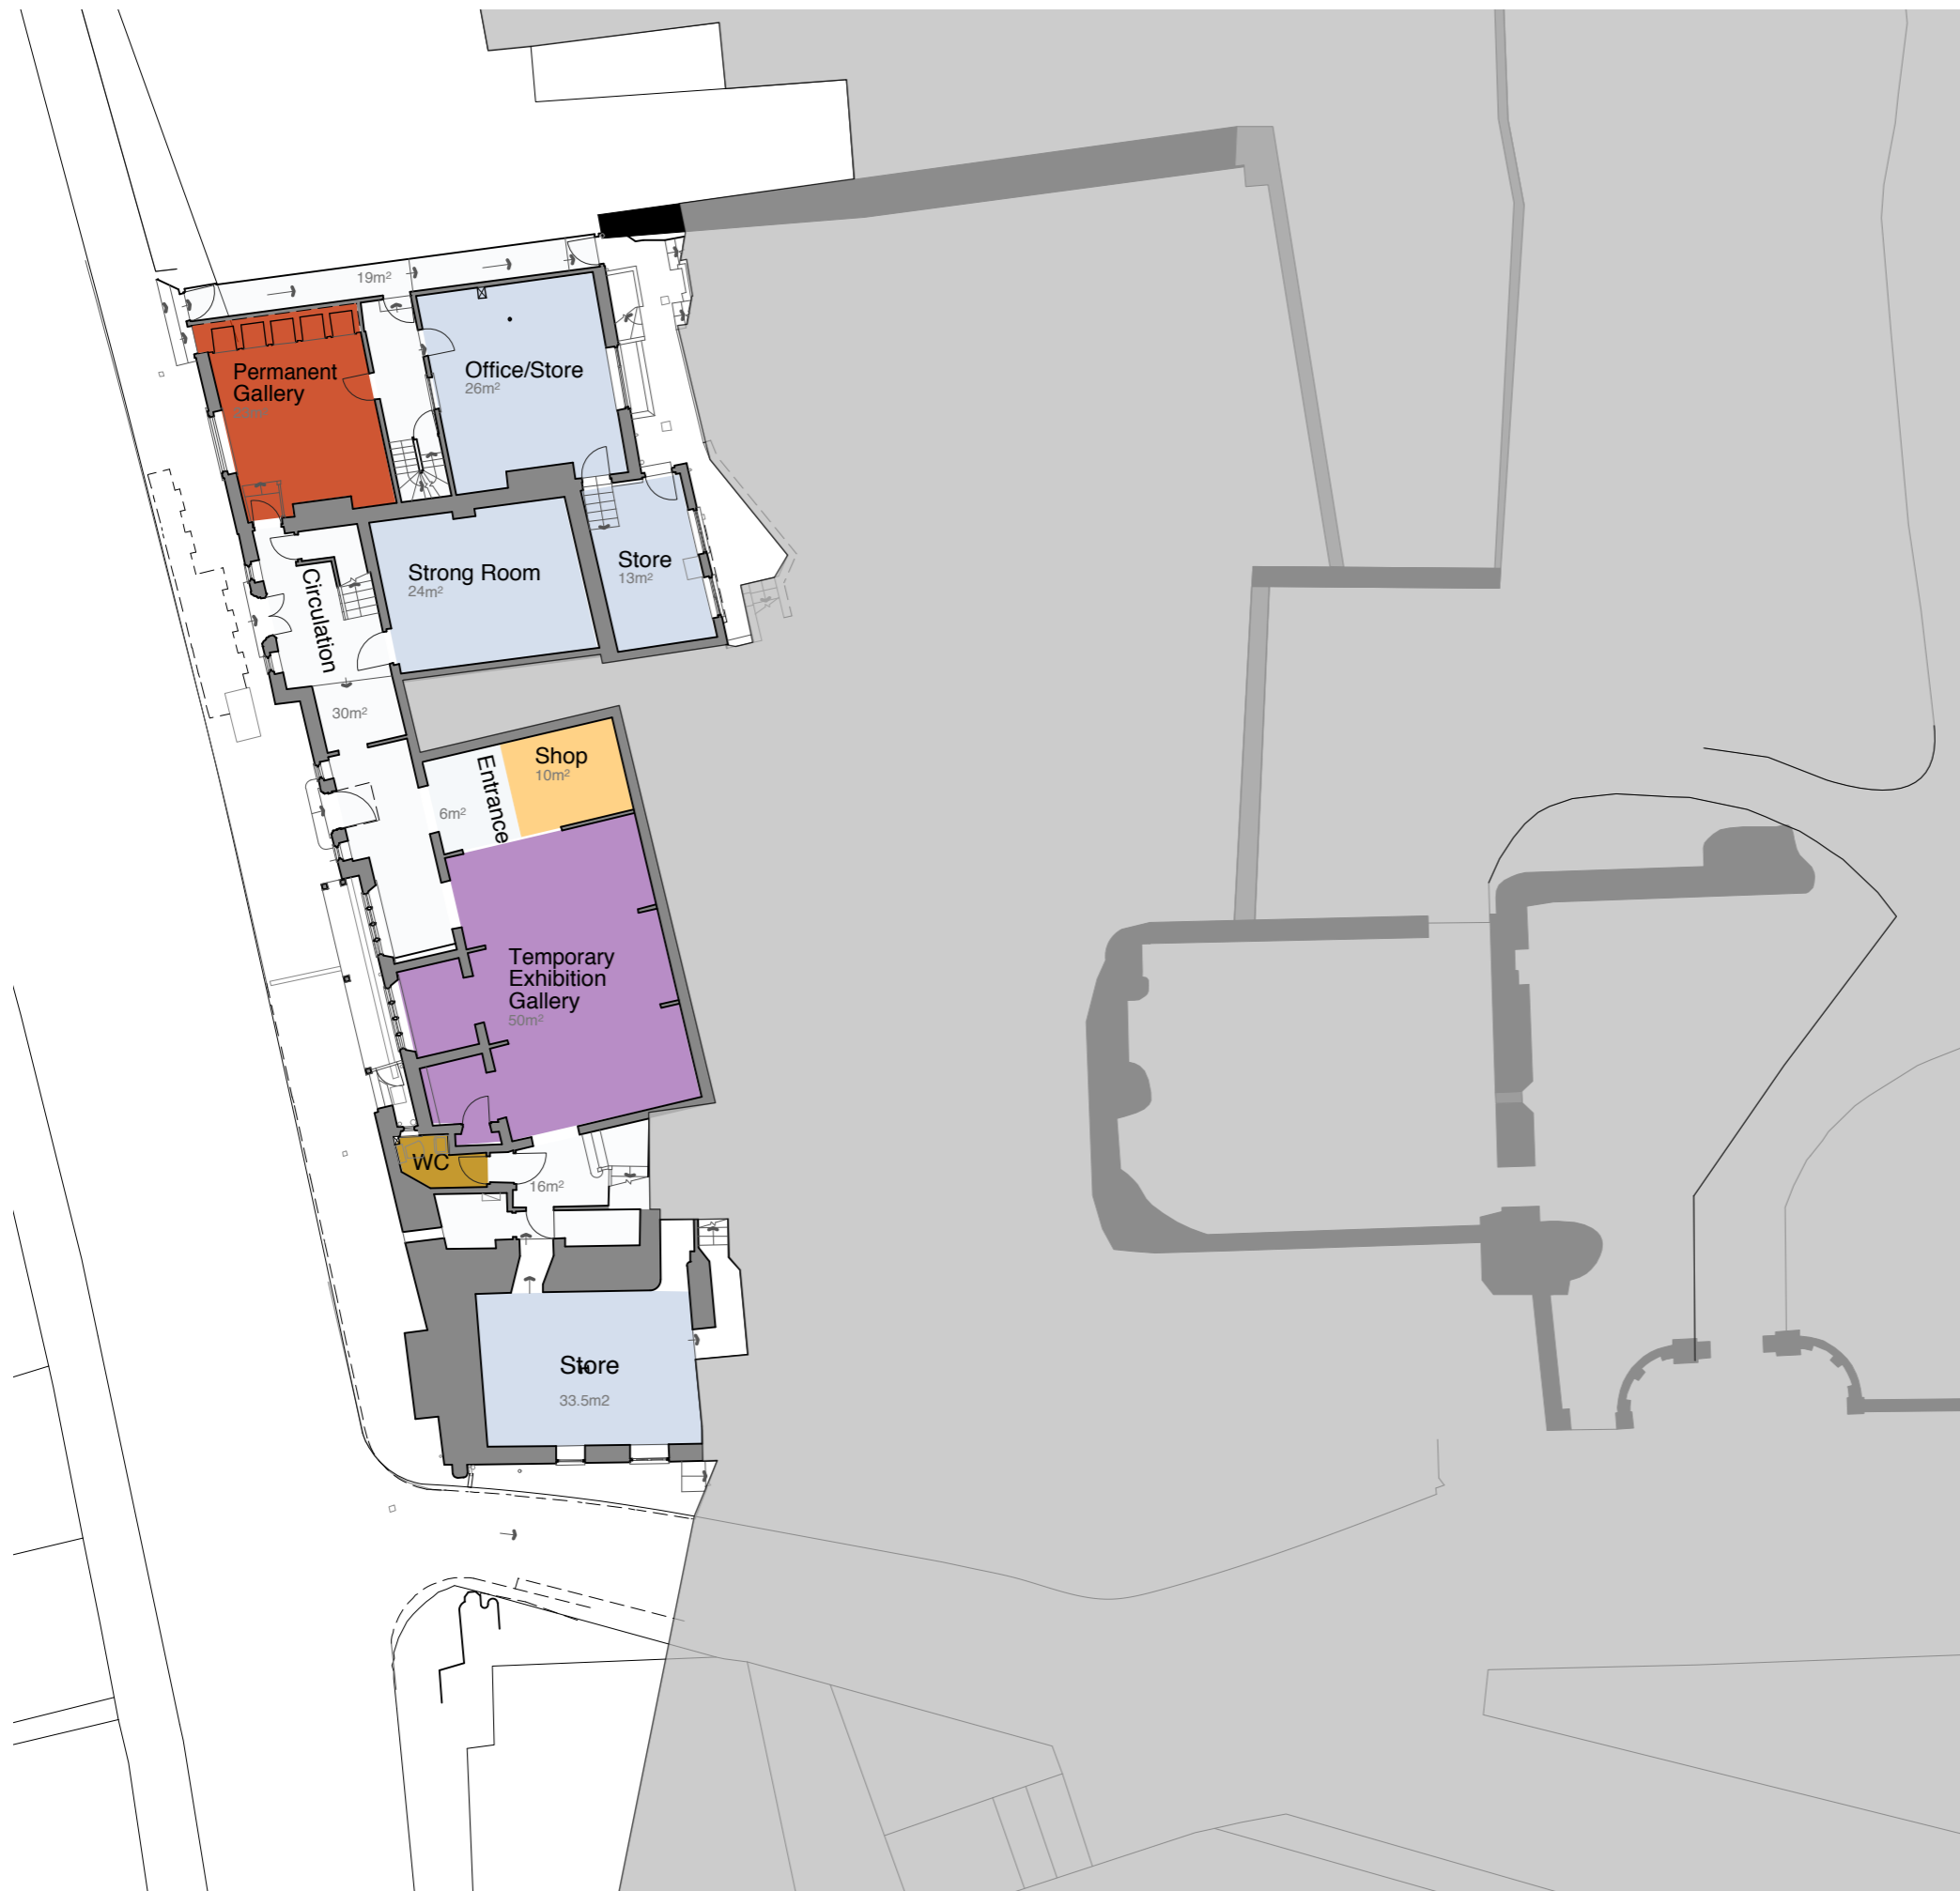 19m²
Permanent
Gallery
Office/Store
26m²
Strong Room
24m²
Store
13m²
Circulation
30m²
Shop
10m²
Entrance
6m²
Temporary
Exhibition
Gallery
50m²
WC
16m²
Store
33.5m2